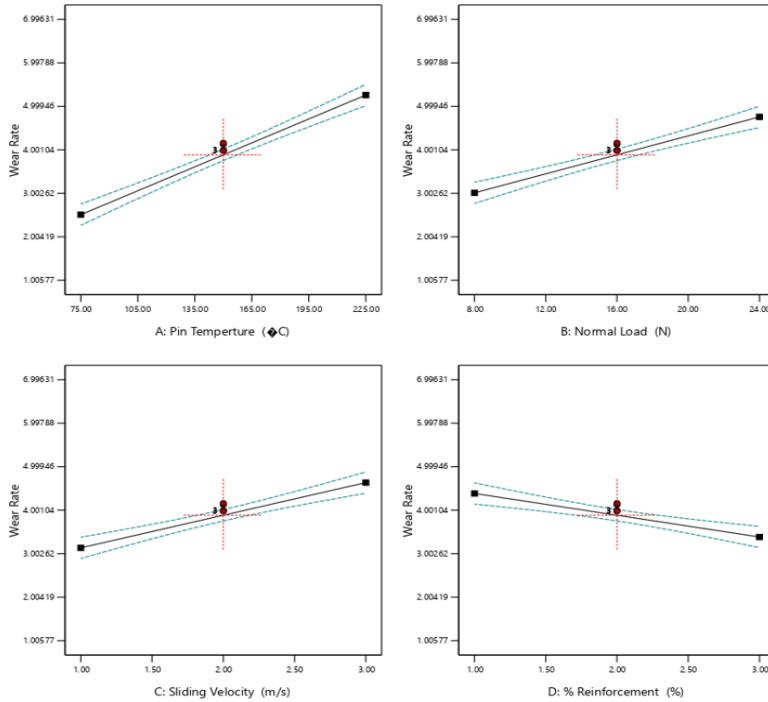 6.99631
5.99788
4.99946
4.00104
3.00262
2.00419
1.00577
Wear Rate
3
75.00 105.00 135.00 165.00 195.00 225.00
A: Pin Temperture (�C)
6.99631
5.99788
4.99946
4.00104
3.00262
2.00419
1.00577
Wear Rate
3
8.00 12.00 16.00 20.00 24.00
B: Normal Load (N)
6.99631
5.99788
4.99946
4.00104
3.00262
2.00419
1.00577
Wear Rate
3
1.00 1.50 2.00 2.50 3.00
C: Sliding Velocity (m/s)
6.99631
5.99788
4.99946
4.00104
3.00262
2.00419
1.00577
Wear Rate
3
1.00 1.50 2.00 2.50 3.00
D: % Reinforcement (%)